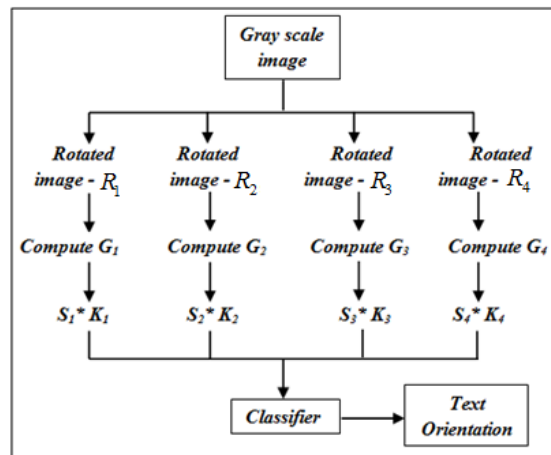 Gray scale
image
Rotated Rotated Rotated Rotated
image - R₁ image - R₂ image - R₃ image - R₄
Compute G₁ Compute G₂ Compute G₃ Compute G₄
S₁* K₁ S₂* K₂ S₃* K₃ S₄* K₄
Classifier
Text
Orientation